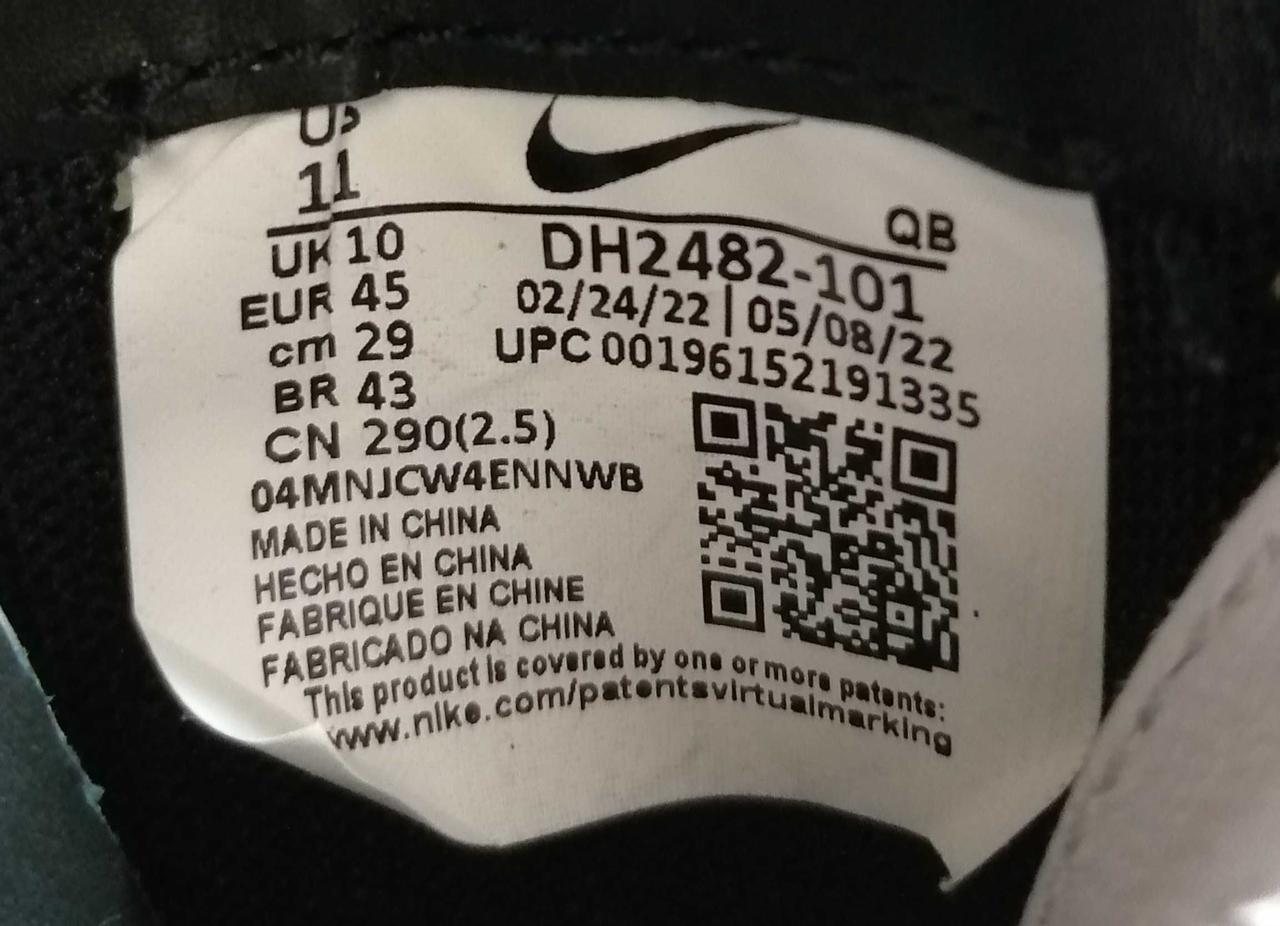 US
11
QB
UK 10
EUR 45
cm 29
BR 43
CN 290(2.5)
DH2482-101
02/24/22 | 05/08/22
UPC 00196152191335
04MNJCW4ENNWB
MADE IN CHINA
HECHO EN CHINA
FABRIQUE EN CHINE
FABRICADO NA CHINA
This product is covered by one or more patents:
www.nike.com/patentsvirtualmarking